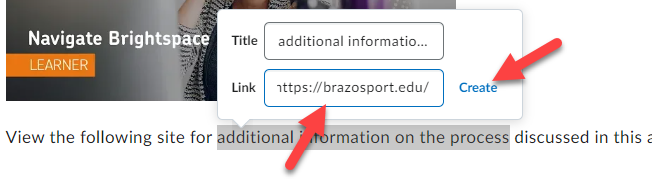 Navigate Brightspace
LEARNER
Title additional informatio...
Link https://brazosport.edu/ Create
View the following site for additional information on the process discussed in this a